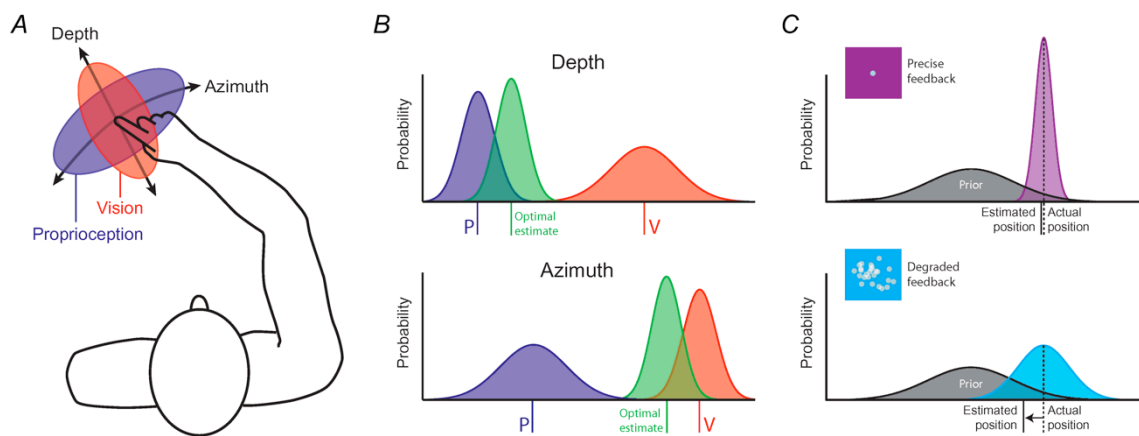 A
Depth
Azimuth
Vision
Proprioception
B
Depth
Probability
P
Optimal
estimate
V
Azimuth
Probability
P
Optimal
estimate
V
C
Precise
feedback
Probability
Prior
Estimated
position
Actual
position
Degraded
feedback
Probability
Prior
Estimated
position
Actual
position